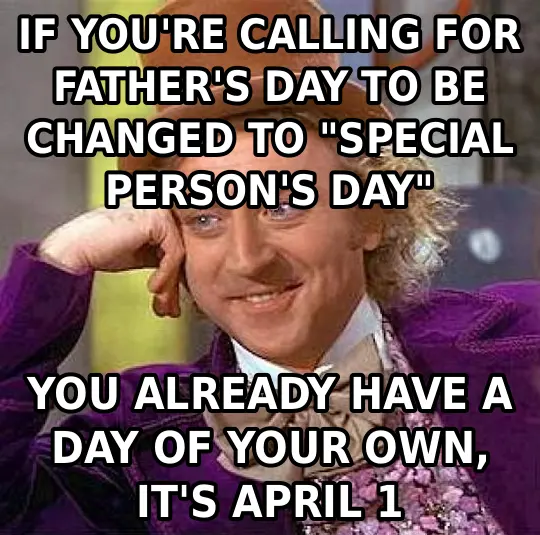 IF YOU'RE CALLING FOR
FATHER'S DAY TO BE
CHANGED TO "SPECIAL
PERSON'S DAY"
YOU ALREADY HAVE A
DAY OF YOUR OWN,
IT'S APRIL 1